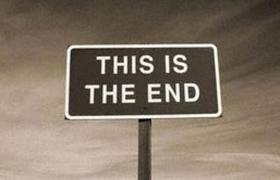 THIS IS
THE END